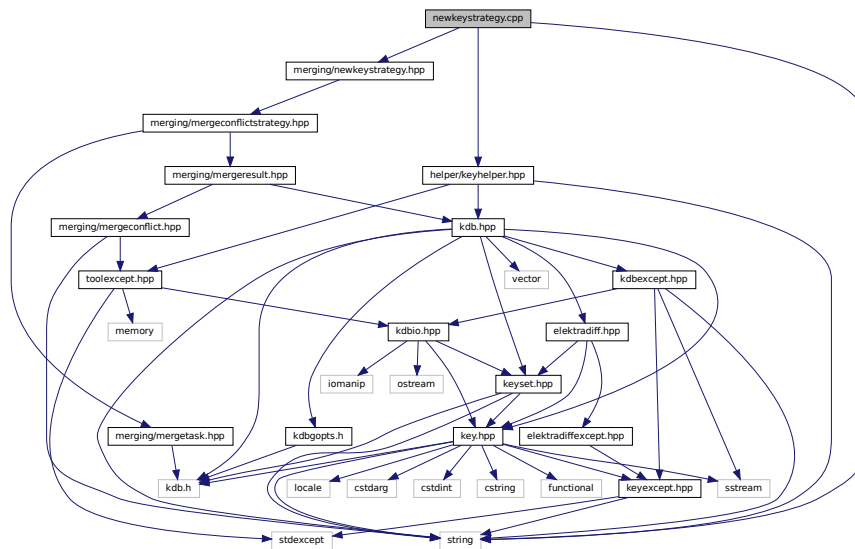 newkeystrategy.cpp
merging/newkeystrategy.hpp
merging/mergeconflictstrategy.hpp
merging/mergeresult.hpp
helper/keyhelper.hpp
merging/mergeconflict.hpp
kdb.hpp
toolexcept.hpp
vector
kdbexcept.hpp
memory
kdbio.hpp
elektradiff.hpp
iomanip
ostream
keyset.hpp
merging/mergetask.hpp
kdbgopts.h
key.hpp
elektradiffexcept.hpp
kdb.h
locale
cstdarg
cstdint
cstring
functional
keyexcept.hpp
sstream
stdexcept
string